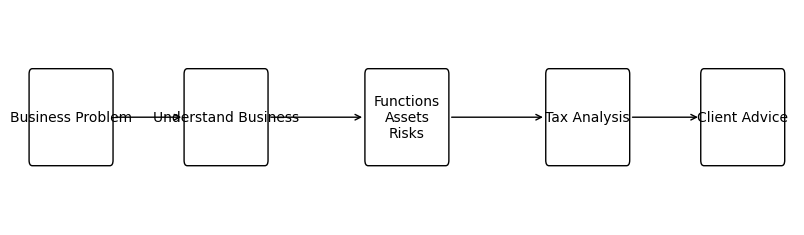 Business Problem
Understand Business
Functions
Assets
Risks
Tax Analysis
Client Advice